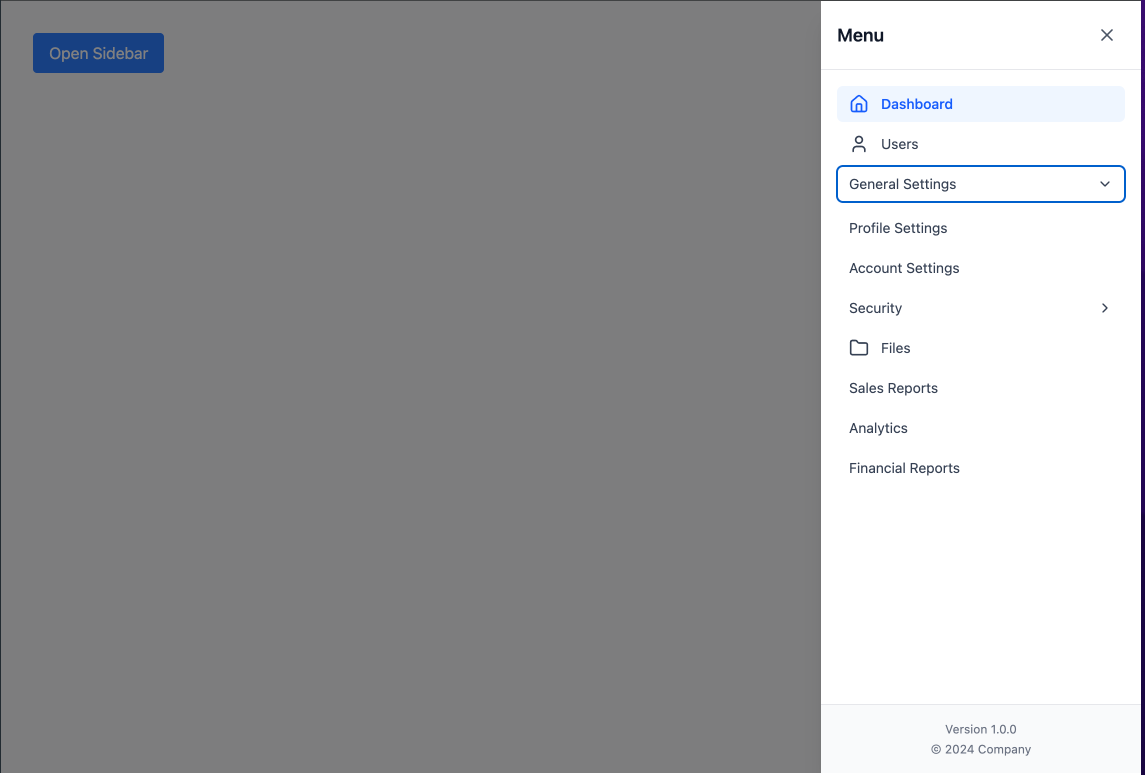 Open Sidebar
Menu
Dashboard
Users
General Settings
Profile Settings
Account Settings
Security
Files
Sales Reports
Analytics
Financial Reports
Version 1.0.0
© 2024 Company